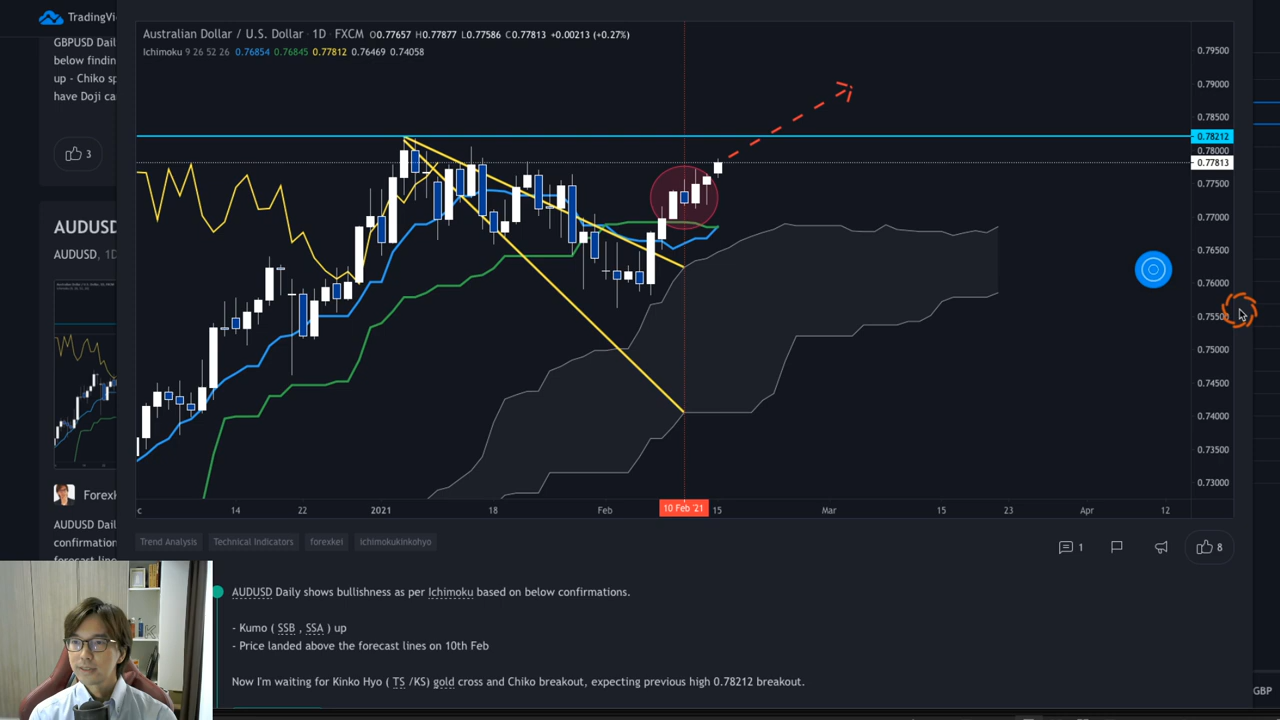 TradingVi
GBPUSD Dail
below findin
up - Chiko sp
have Doji ca
3
AUDUSD
AUDUSD, 1D
ForexK
AUDUSD Dail
confirmation
forecast line
Australian Dollar / U.S. Dollar · 1D · FXCM O0.77657 H0.77877 L0.77586 C0.77813 +0.00213 (+0.27%)
Ichimoku 9 26 52 26 0.76854 0.76845 0.77812 0.76469 0.74058
0.79500
0.79000
0.78500
0.78212
0.78000
0.77813
0.77500
0.77000
0.76500
0.76000
0.75500
0.75000
0.74500
0.74000
0.73500
0.73000
c 14 22 2021 18 Feb 10 Feb '21 15 Mar 15 23 Apr 12
Trend Analysis Technical Indicators forexkei ichimokukinkohyo
1 8
AUDUSD Daily shows bullishness as per Ichimoku based on below confirmations.
- Kumo ( SSB , SSA ) up
- Price landed above the forecast lines on 10th Feb
Now I'm waiting for Kinko Hyo ( TS /KS) gold cross and Chiko breakout, expecting previous high 0.78212 breakout.
GBP